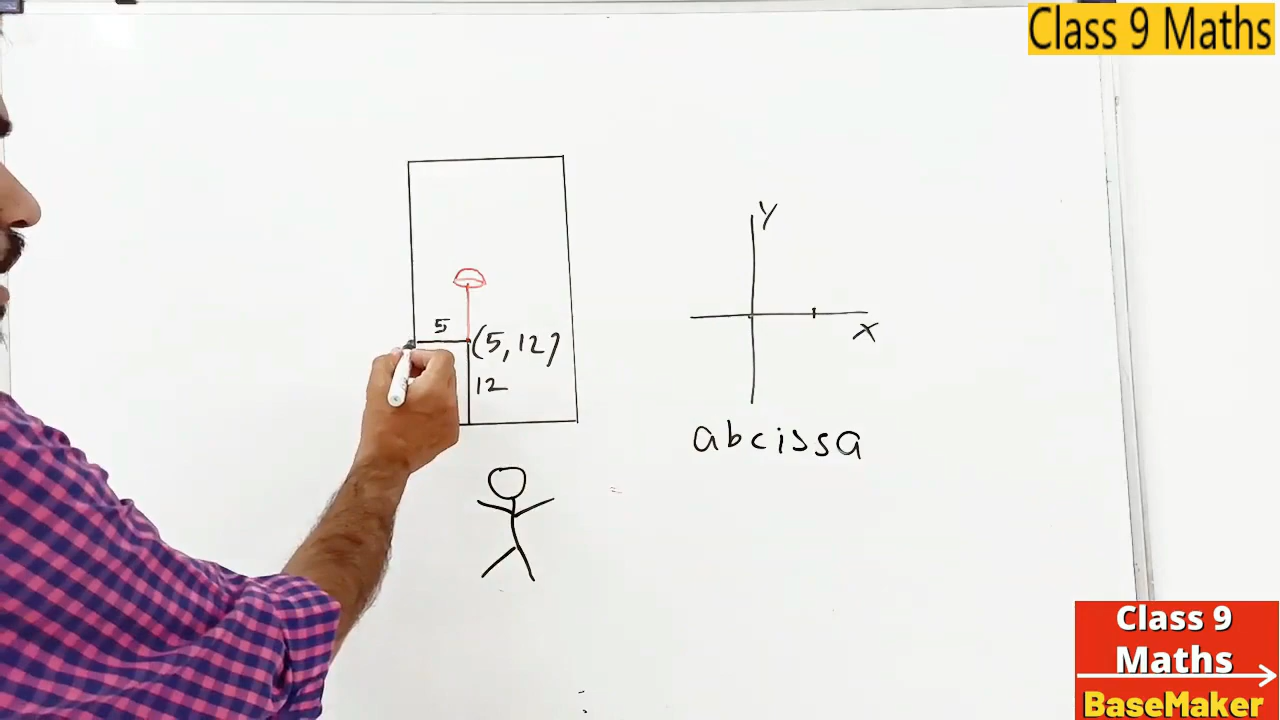 Class 9 Maths
Y
5
(5, 12)
X
12
abcissa
Class 9
Maths
BaseMaker